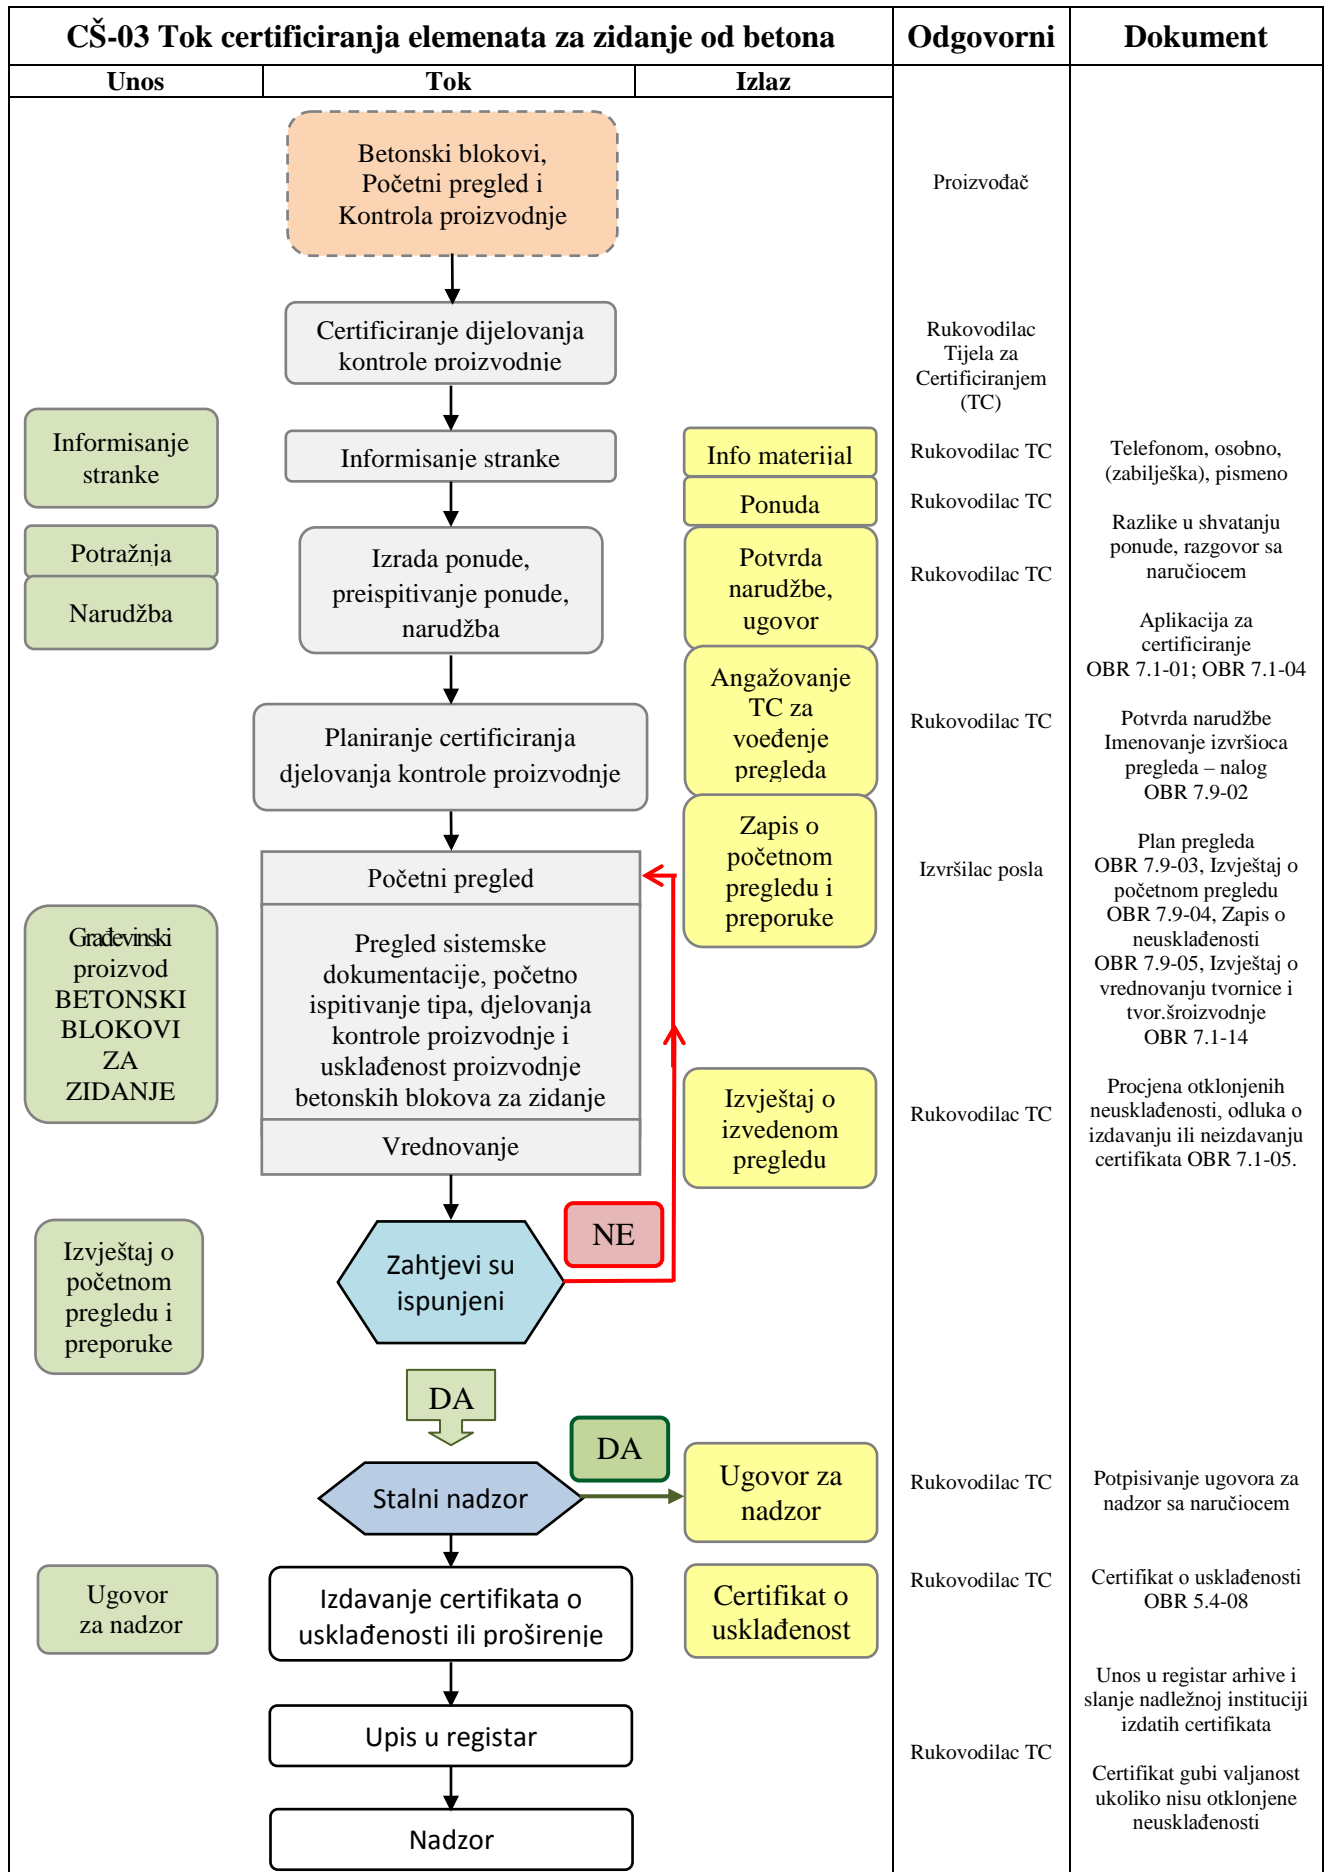 CŠ-03 Tok certificiranja elemenata za zidanje od betona
Odgovorni
Dokument
Unos
Tok
Izlaz
Betonski blokovi,
Početni pregled i
Kontrola proizvodnje
Proizvođač
Certificiranje dijelovanja
kontrole proizvodnje
Rukovodilac
Tijela za
Certificiranjem
(TC)
Informisanje
stranke
Informisanje stranke
Info materijal
Rukovodilac TC
Telefonom, osobno,
(zabilješka), pismeno
Ponuda
Rukovodilac TC
Potražnja
Narudžba
Izrada ponude,
preispitivanje ponude,
narudžba
Potvrda
narudžbe,
ugovor
Rukovodilac TC
Razlike u shvatanju
ponude, razgovor sa
naručiocem
Aplikacija za
certificiranje
OBR 7.1-01; OBR 7.1-04
Planiranje certificiranja
djelovanja kontrole proizvodnje
Angažovanje
TC za
voeđenje
pregleda
Rukovodilac TC
Potvrda narudžbe
Imenovanje izvršioca
pregleda – nalog
OBR 7.9-02
Početni pregled
Zapis o
početnom
pregledu i
preporuke
Izvršilac posla
Plan pregleda
OBR 7.9-03, Izvještaj o
početnom pregledu
OBR 7.9-04, Zapis o
neusklađenosti
OBR 7.9-05, Izvještaj o
vrednovanju tvornice i
tvor.šroizvodnje
OBR 7.1-14
Građevinski
proizvod
BETONSKI
BLOKOVI
ZA
ZIDANJE
Pregled sistemske
dokumentacije, početno
ispitivanje tipa, djelovanja
kontrole proizvodnje i
usklađenost proizvodnje
betonskih blokova za zidanje
Vrednovanje
Izvještaj o
izvedenom
pregledu
Rukovodilac TC
Procjena otklonjenih
neusklađenosti, odluka o
izdavanju ili neizdavanju
certifikata OBR 7.1-05.
Izvještaj o
početnom
pregledu i
preporuke
Zahtjevi su
ispunjeni
NE
DA
DA
Stalni nadzor
Ugovor za
nadzor
Rukovodilac TC
Potpisivanje ugovora za
nadzor sa naručiocem
Ugovor
za nadzor
Izdavanje certifikata o
usklađenosti ili proširenje
Certifikat o
usklađenost
Rukovodilac TC
Certifikat o usklađenosti
OBR 5.4-08
Upis u registar
Rukovodilac TC
Unos u registar arhive i
slanje nadležnoj instituciji
izdatih certifikata
Nadzor
Certifikat gubi valjanost
ukoliko nisu otklonjene
neusklađenosti